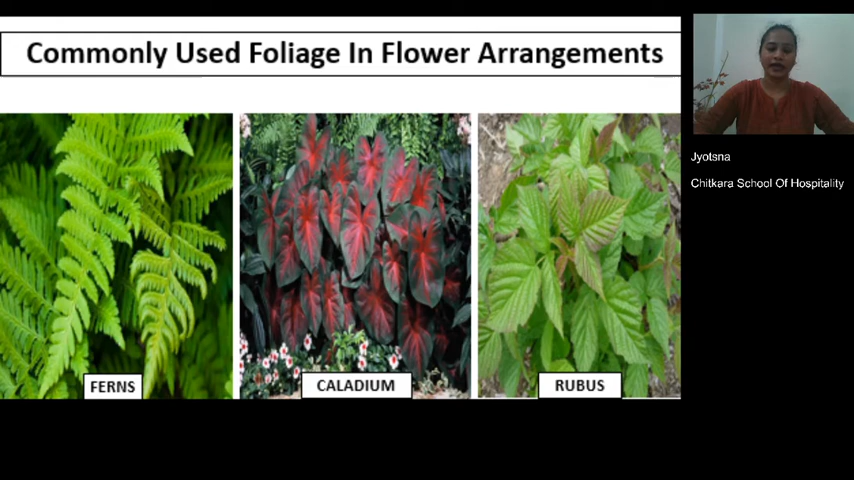 Commonly Used Foliage In Flower Arrangements
FERNS
CALADIUM
RUBUS
Jyotsna
Chitkara School Of Hospitality